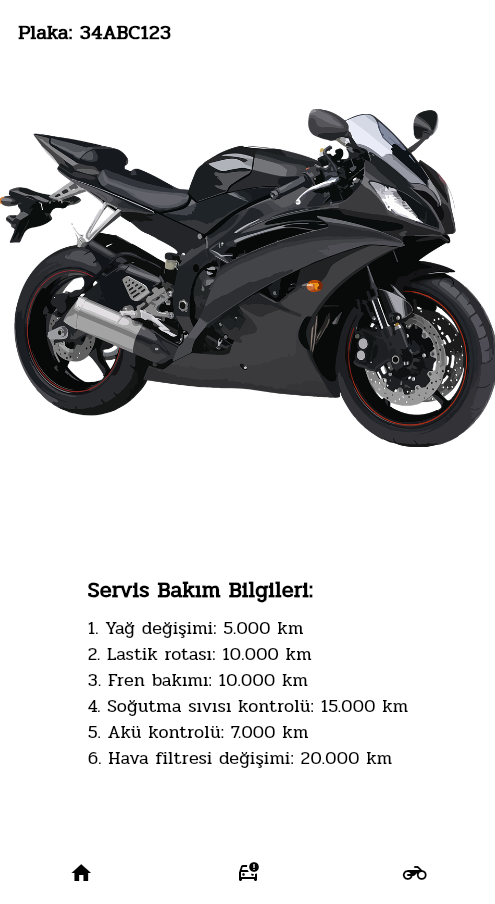 Plaka: 34ABC123
Servis Bakım Bilgileri:
1. Yağ değişimi: 5.000 km
2. Lastik rotası: 10.000 km
3. Fren bakımı: 10.000 km
4. Soğutma sıvısı kontrolü: 15.000 km
5. Akü kontrolü: 7.000 km
6. Hava filtresi değişimi: 20.000 km